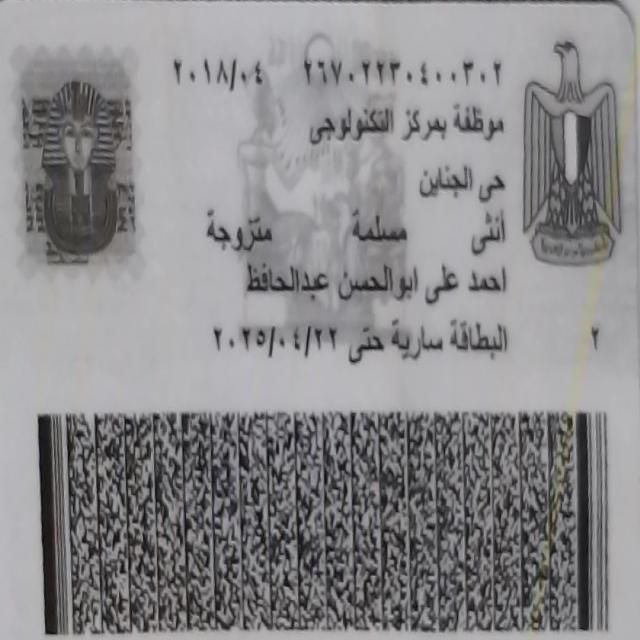 ٢٦٧٠٢٢٣٠٤٠٠٣٠٢ ٢٠١٨/٠٤
موظفة بمركز التكنولوجى
حى الجناين
أنثى مسلمة متزوجة
احمد على ابوالحسن عبدالحافظ
البطاقة سارية حتى ٢٠٢٥/٠٤/٢٢
٢